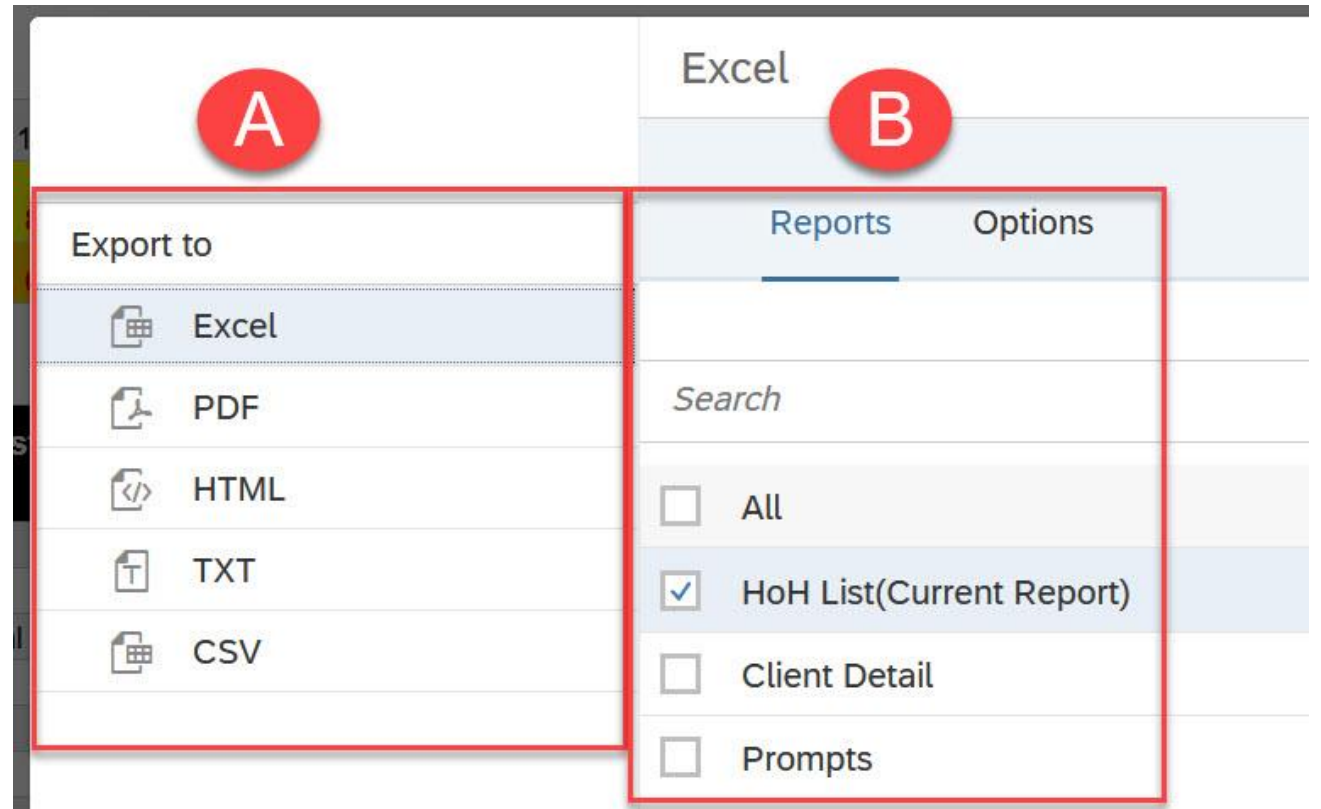 A
Export to
Excel
PDF
HTML
TXT
CSV
Excel
B
Reports Options
Search
All
HoH List(Current Report)
Client Detail
Prompts